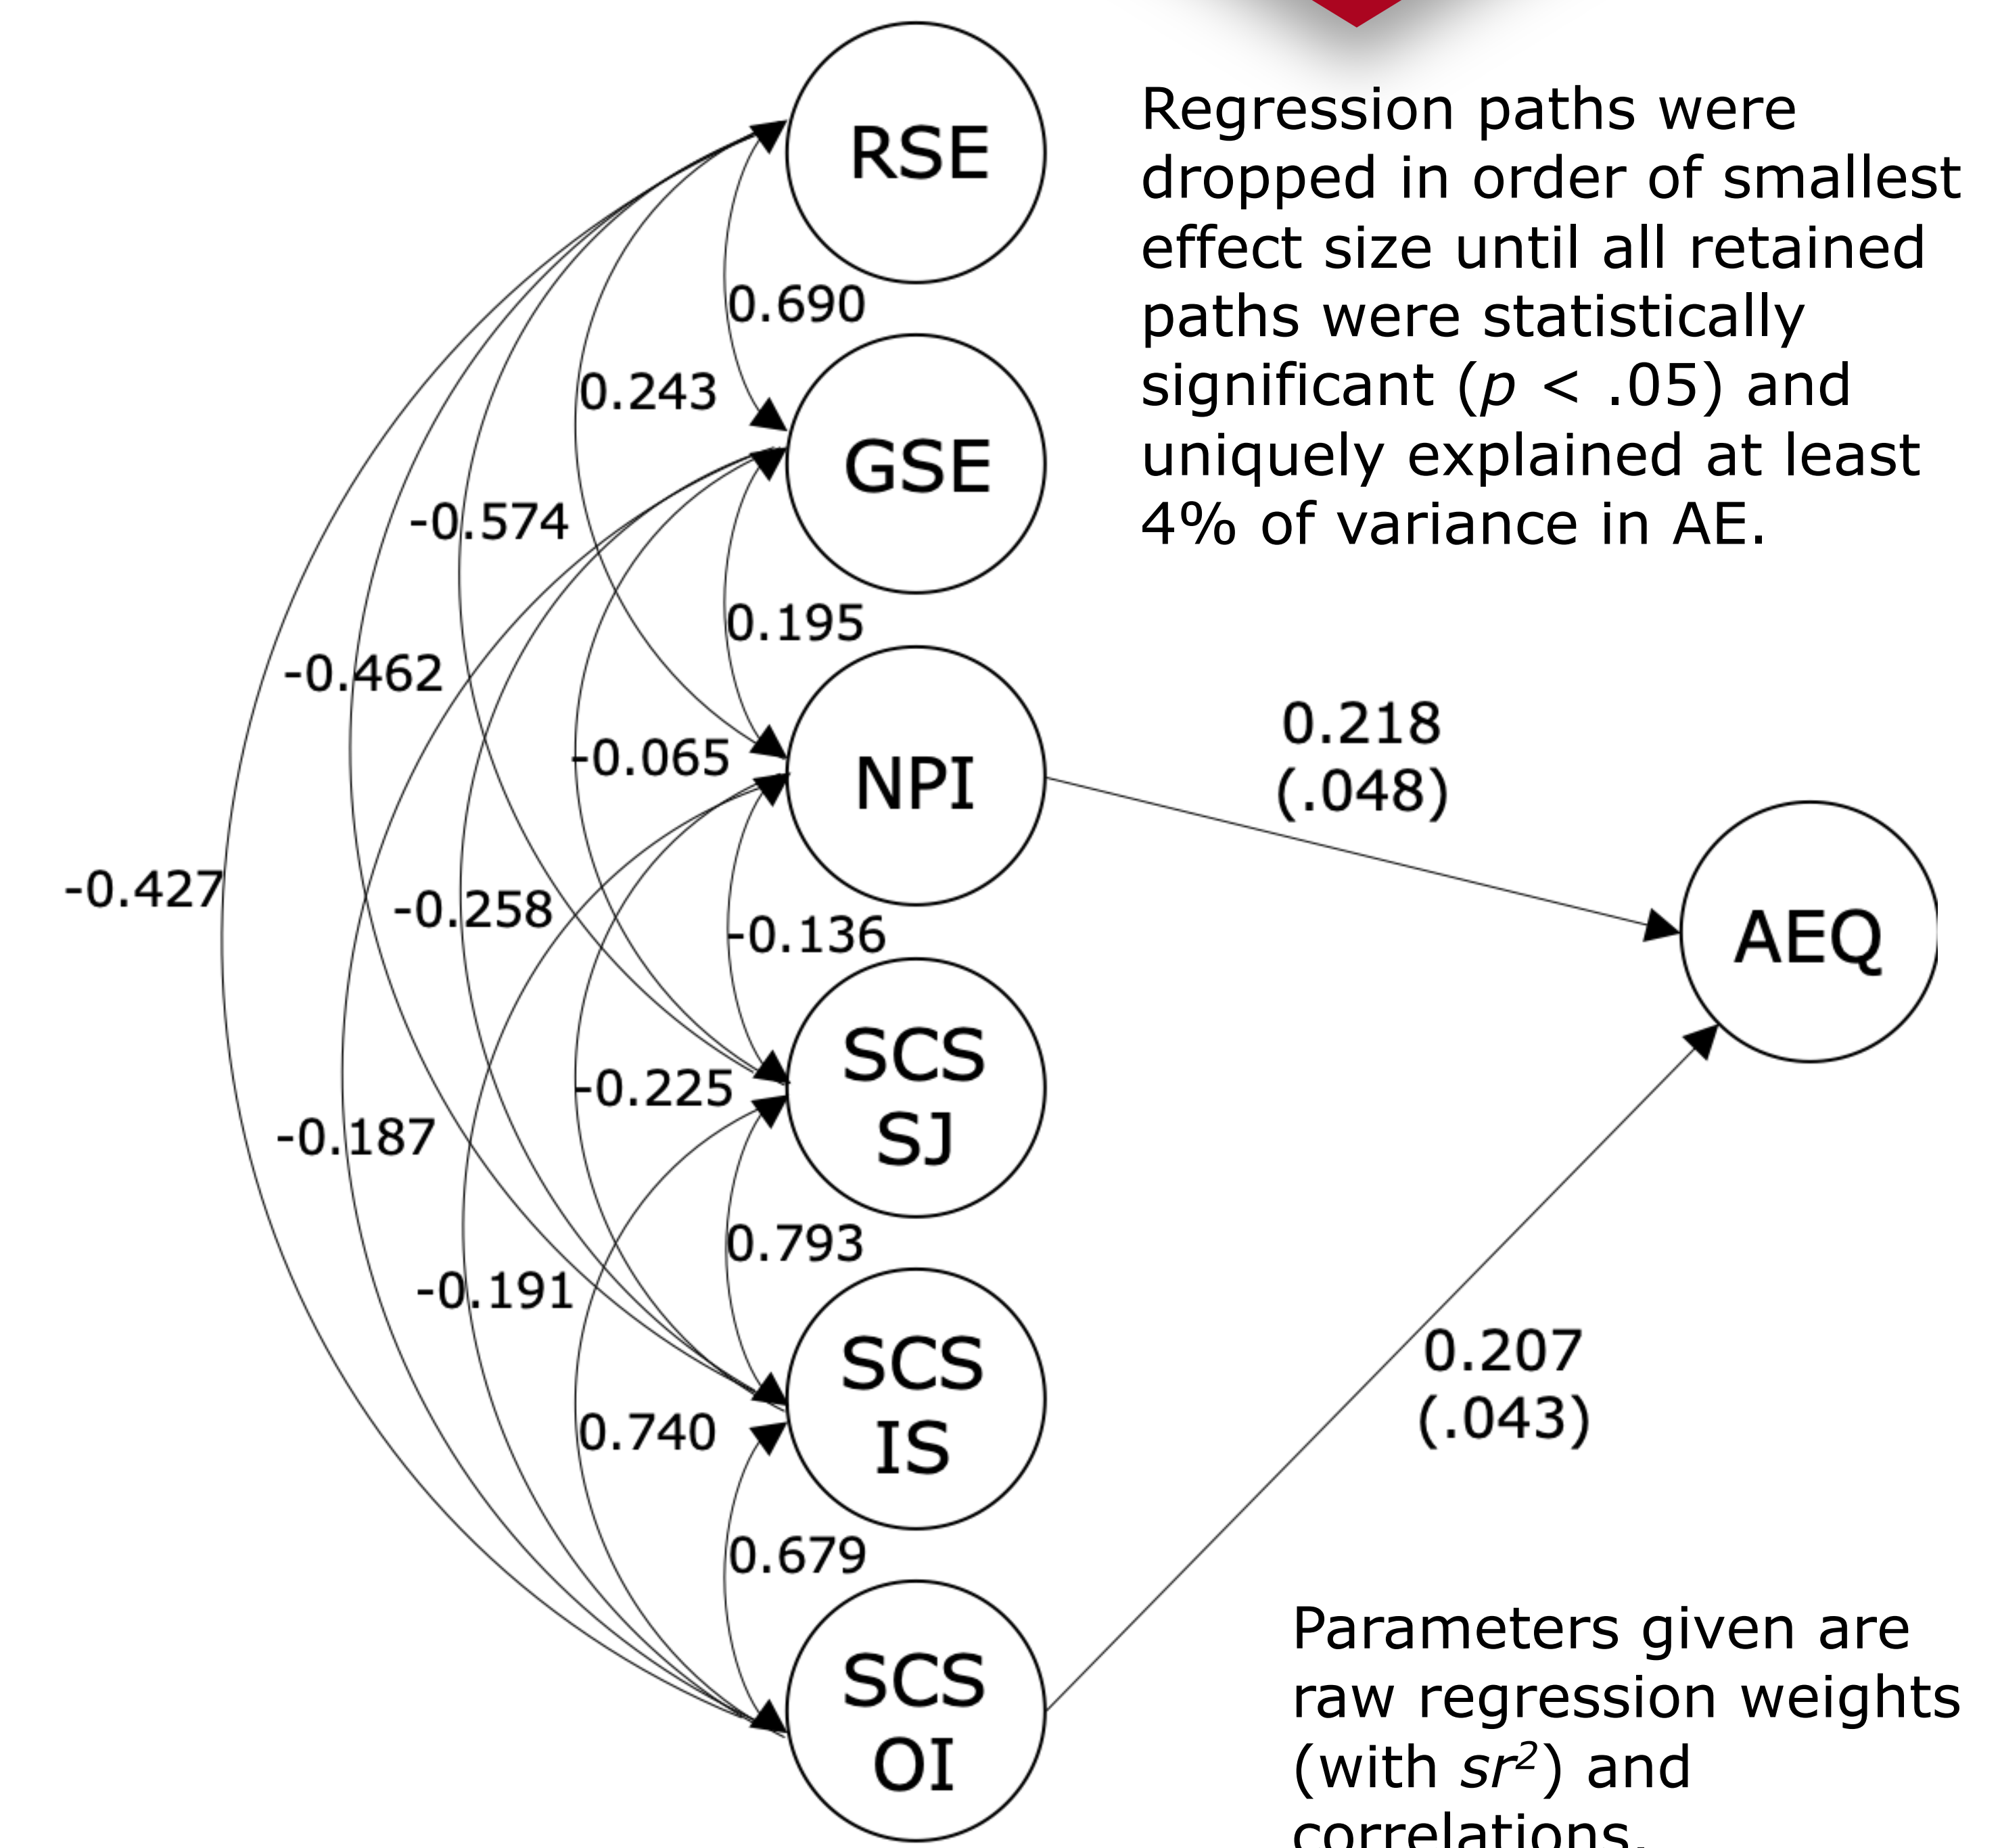 RSE
Regression paths were
dropped in order of smallest
effect size until all retained
paths were statistically
significant (p < .05) and
uniquely explained at least
4% of variance in AE.
0.690
0.243
GSE
-0.574
0.195
-0.462
-0.065
NPI
0.218
(.048)
-0.427
-0.258
-0.136
AEQ
SCS
SJ
-0.225
-0.187
0.793
-0.191
SCS
IS
0.740
0.207
(.043)
0.679
SCS
OI
Parameters given are
raw regression weights
(with sr²) and
correlations.